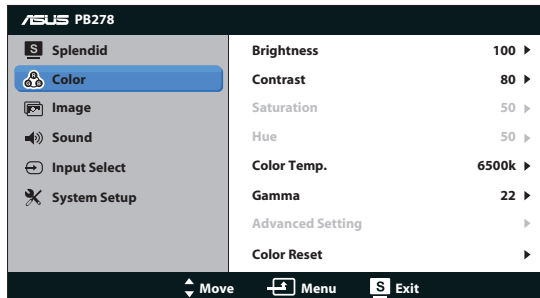 ASUS PB278
S Splendid
Color
Image
Sound
Input Select
System Setup
Brightness 100
Contrast 80
Saturation 50
Hue 50
Color Temp. 6500k
Gamma 22
Advanced Setting
Color Reset
Move Menu S Exit